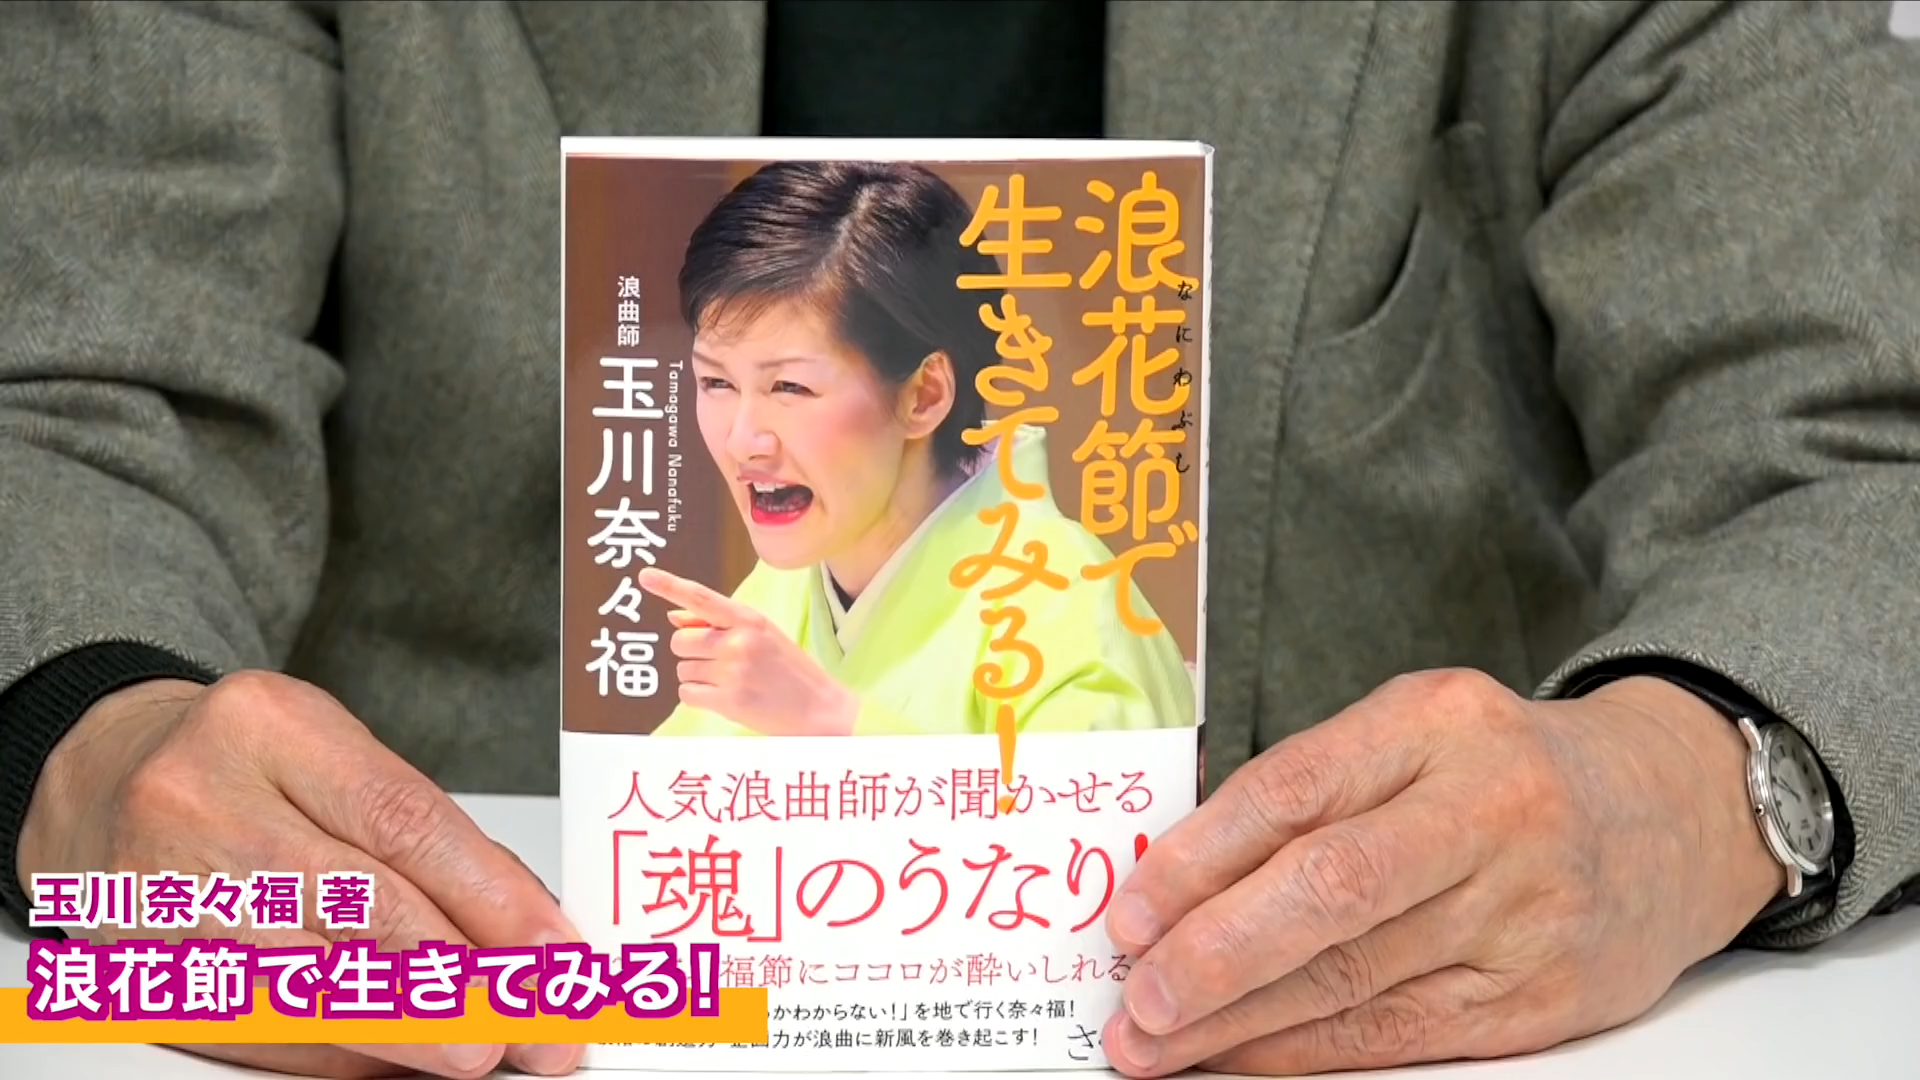 浪花節で
なにわぶし
生きてみる!
浪曲師
玉川奈々福
Tamagawa Nanafuku
人気浪曲師が聞かせる
「魂」のうなり!
福節にココロが酔いしれる
かわからない!」を地で行く奈々福!
力が浪曲に新風を巻き起こす!
さ
玉川奈々福 著
浪花節で生きてみる!